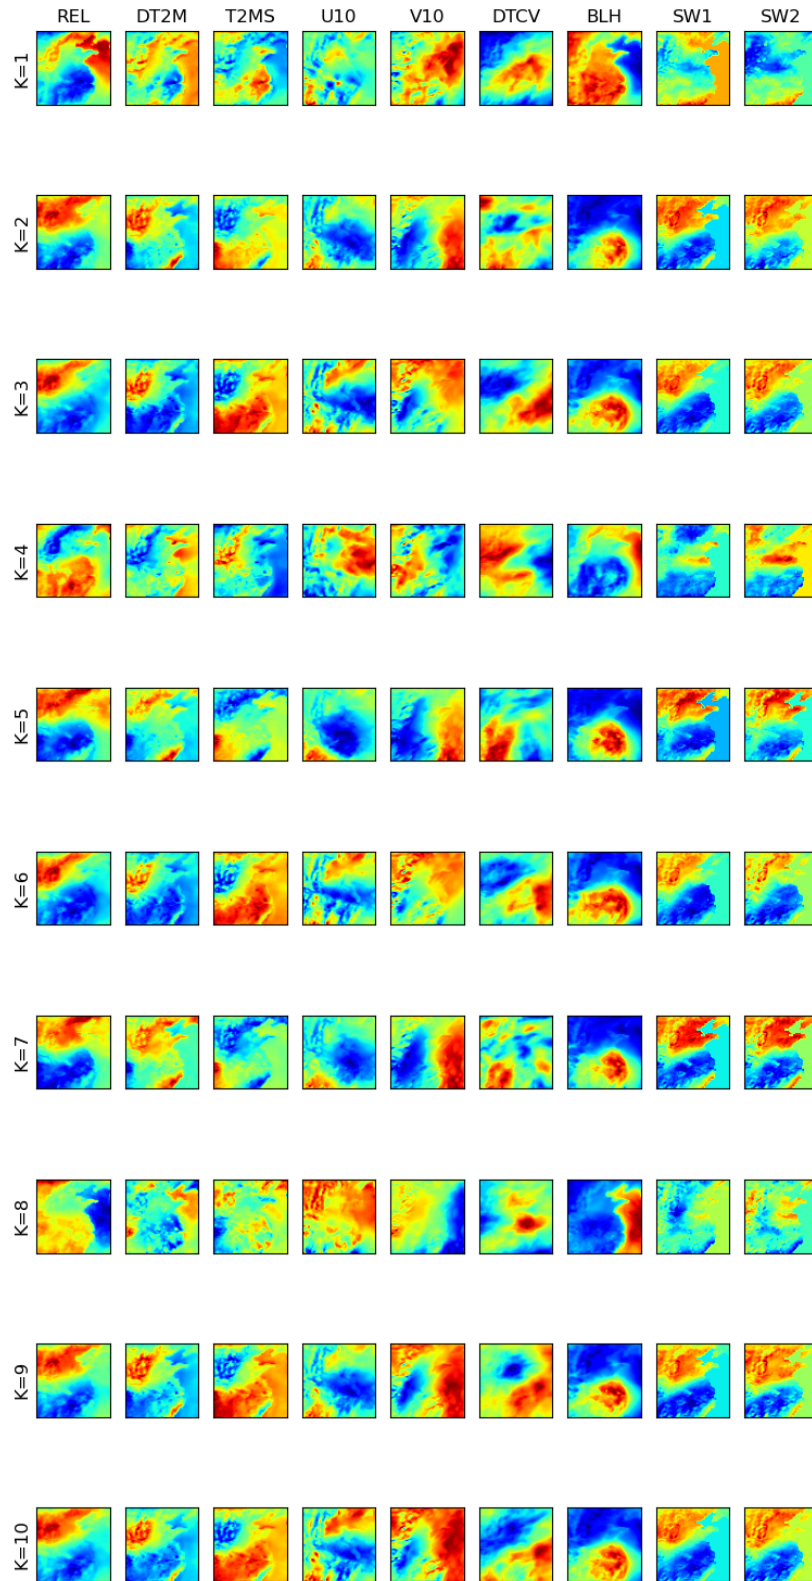 REL DT2M T2MS U10 V10 DTCV BLH SW1 SW2
K=1
K=2
K=3
K=4
K=5
K=6
K=7
K=8
K=9
K=10